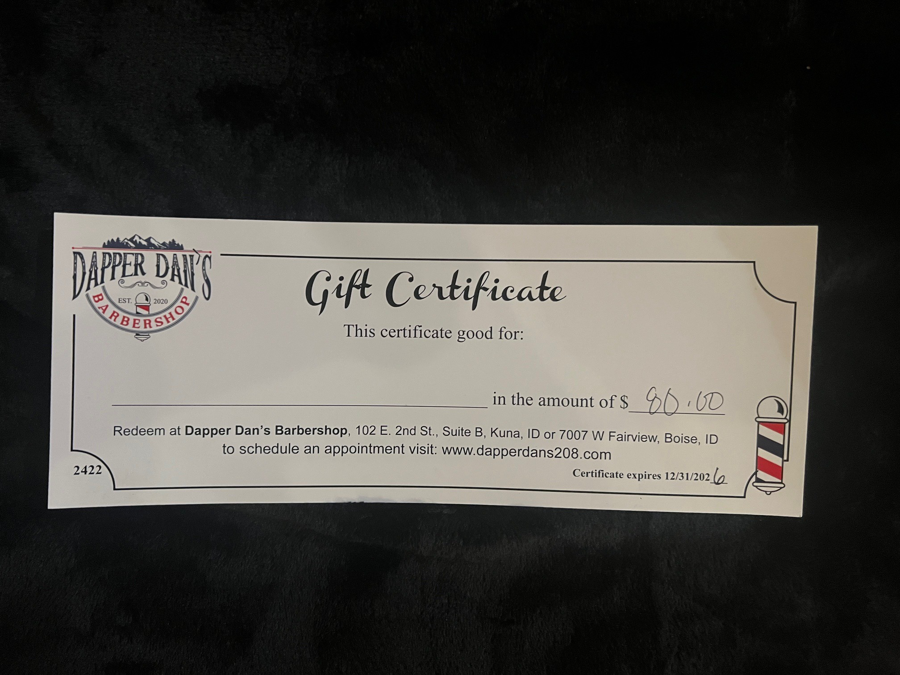 DAPPER DAN'S
EST. 2020
BARBERSHOP
Gift Certificate
This certificate good for:
in the amount of $ 80.00
Redeem at Dapper Dan's Barbershop, 102 E. 2nd St., Suite B, Kuna, ID or 7007 W Fairview, Boise, ID
to schedule an appointment visit: www.dapperdans208.com
2422
Certificate expires 12/31/2026